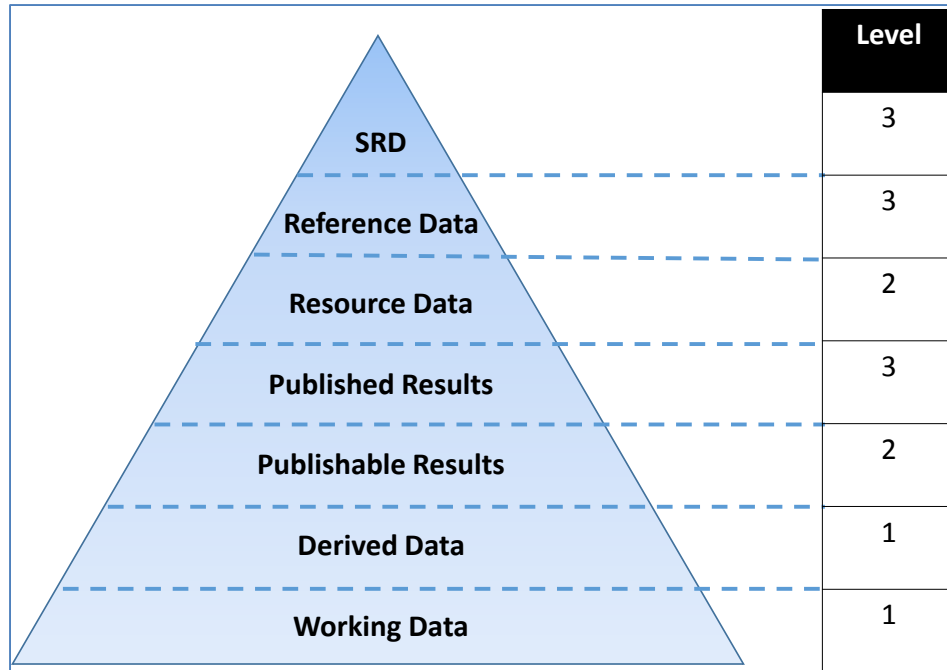 Level
SRD
3
Reference Data
3
Resource Data
2
Published Results
3
Publishable Results
2
Derived Data
1
Working Data
1